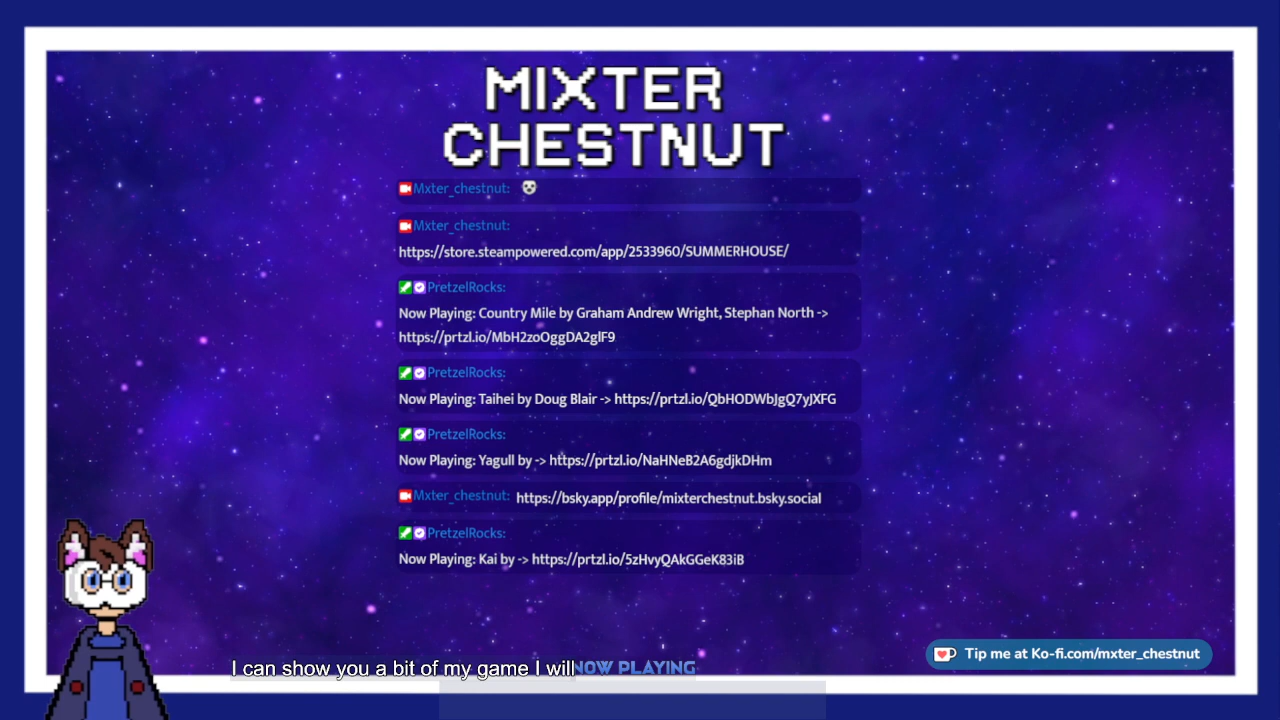 MIXTER
CHESTNUT
Mxter_chestnut:
Mxter_chestnut:
https://store.steampowered.com/app/2533960/SUMMERHOUSE/
PretzelRocks:
Now Playing: Country Mile by Graham Andrew Wright, Stephan North ->
https://prtzl.io/MbH2zoOggDA2glF9
PretzelRocks:
Now Playing: Taihei by Doug Blair -> https://prtzl.io/QbHODWbJgQ7yJXFG
PretzelRocks:
Now Playing: Yagull by -> https://prtzl.io/NaHNeB2A6gdjkDHm
Mxter_chestnut: https://bsky.app/profile/mixterchestnut.bsky.social
PretzelRocks:
Now Playing: Kai by -> https://prtzl.io/5zHvyQAkGGeK83iB
Tip me at Ko-fi.com/mxter_chestnut
I can show you a bit of my game I will NOW PLAYING